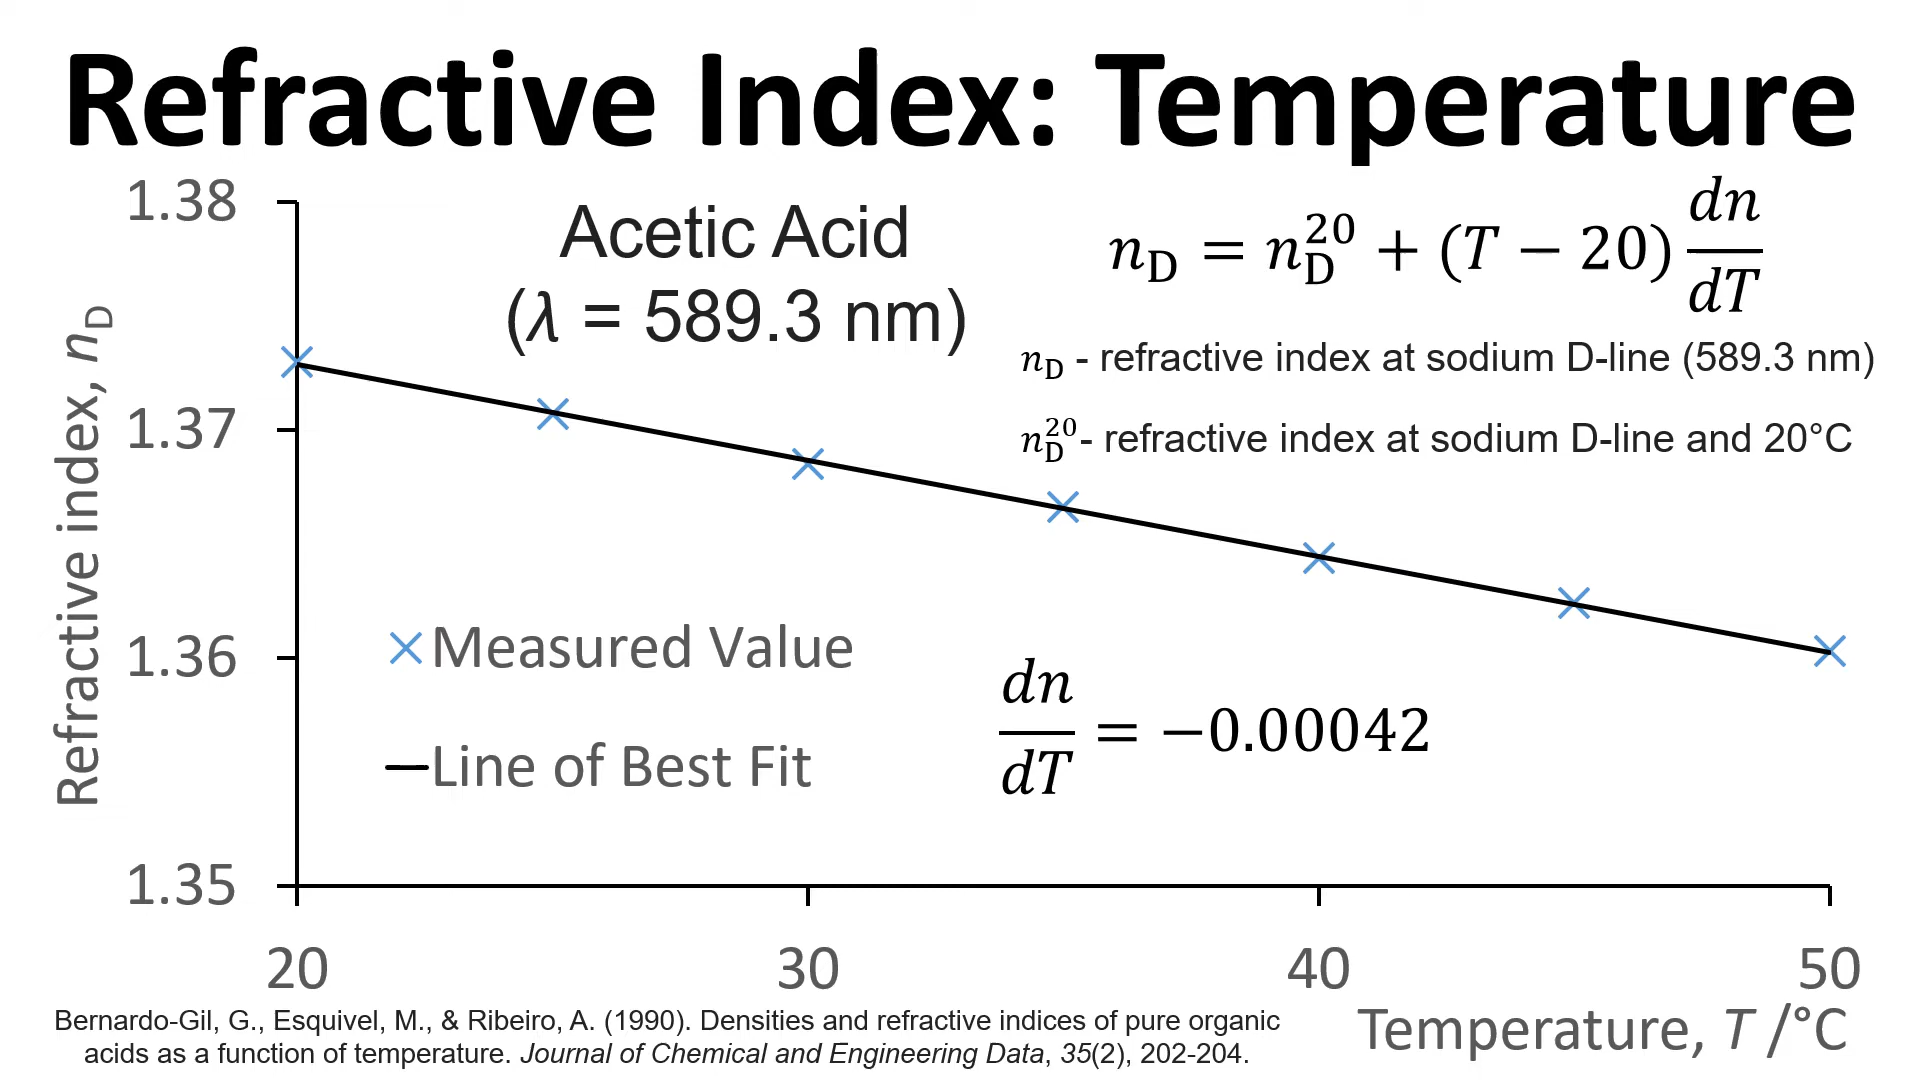 Refractive Index: Temperature
1.38
1.37
1.36
1.35
Refractive index, n_D
Acetic Acid
(λ = 589.3 nm)
n_D = n_D^20 + (T − 20) dn/dT
n_D - refractive index at sodium D-line (589.3 nm)
n_D^20 - refractive index at sodium D-line and 20°C
Measured Value
Line of Best Fit
dn/dT = −0.00042
20 30 40 50
Temperature, T /°C
Bernardo-Gil, G., Esquivel, M., & Ribeiro, A. (1990). Densities and refractive indices of pure organic
acids as a function of temperature. Journal of Chemical and Engineering Data, 35(2), 202-204.